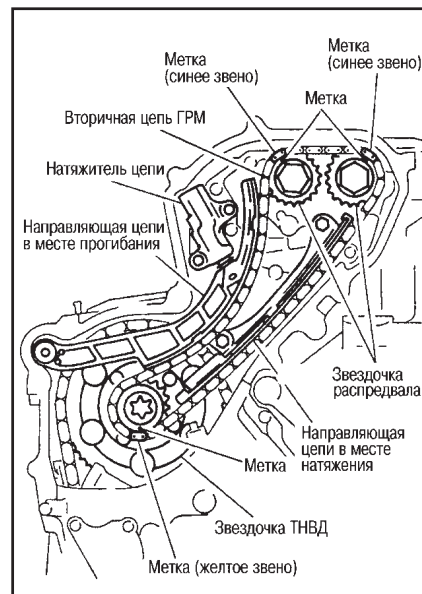 Метка
(синее звено)
Метка
(синее звено)
Метка
Вторичная цепь ГРМ
Натяжитель цепи
Направляющая цепи
в месте прогибания
Звездочка
распредвала
Направляющая
цепи в месте
натяжения
Метка
Звездочка ТНВД
Метка (желтое звено)